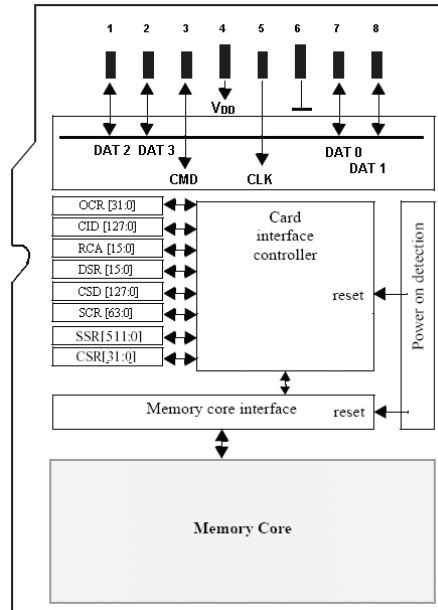 1 2 3 4 5 6 7 8
VDD
DAT 2 DAT 3 DAT 0
DAT 1
CMD CLK
OCR [31:0]
CID [127:0]
RCA [15:0]
DSR [15:0]
CSD [127:0]
SCR [63:0]
SSR[511:0]
CSR[31:0]
Card
interface
controller
reset
Power on detection
Memory core interface
reset
Memory Core